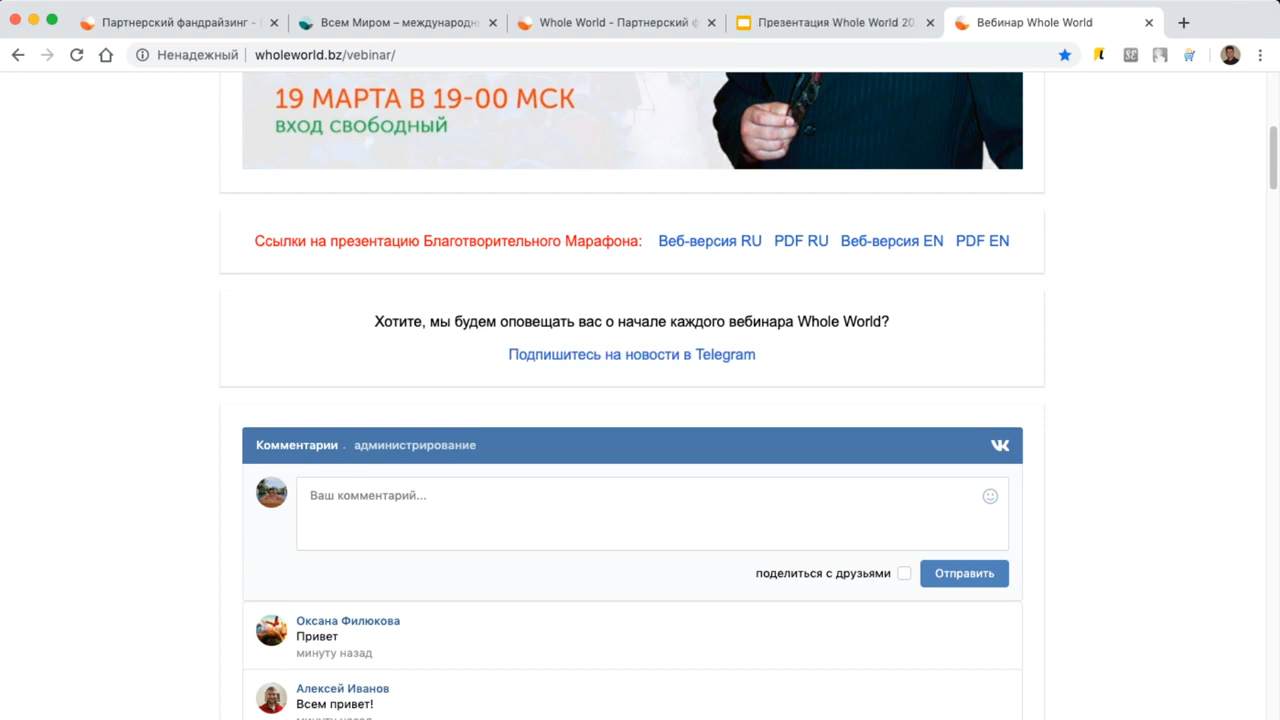 Партнерский фандрайзинг -
Всем Миром – международн
Whole World - Партнерский ф
Презентация Whole World 20
Вебинар Whole World
Ненадежный
wholeworld.bz/vebinar/
19 МАРТА В 19-00 МСК
ВХОД СВОБОДНЫЙ
Ссылки на презентацию Благотворительного Марафона: Веб-версия RU PDF RU Веб-версия EN PDF EN
Хотите, мы будем оповещать вас о начале каждого вебинара Whole World?
Подпишитесь на новости в Telegram
Комментарии . администрирование
Ваш комментарий...
поделиться с друзьями
Отправить
Оксана Филюкова
Привет
минуту назад
Алексей Иванов
Всем привет!
минуту назад